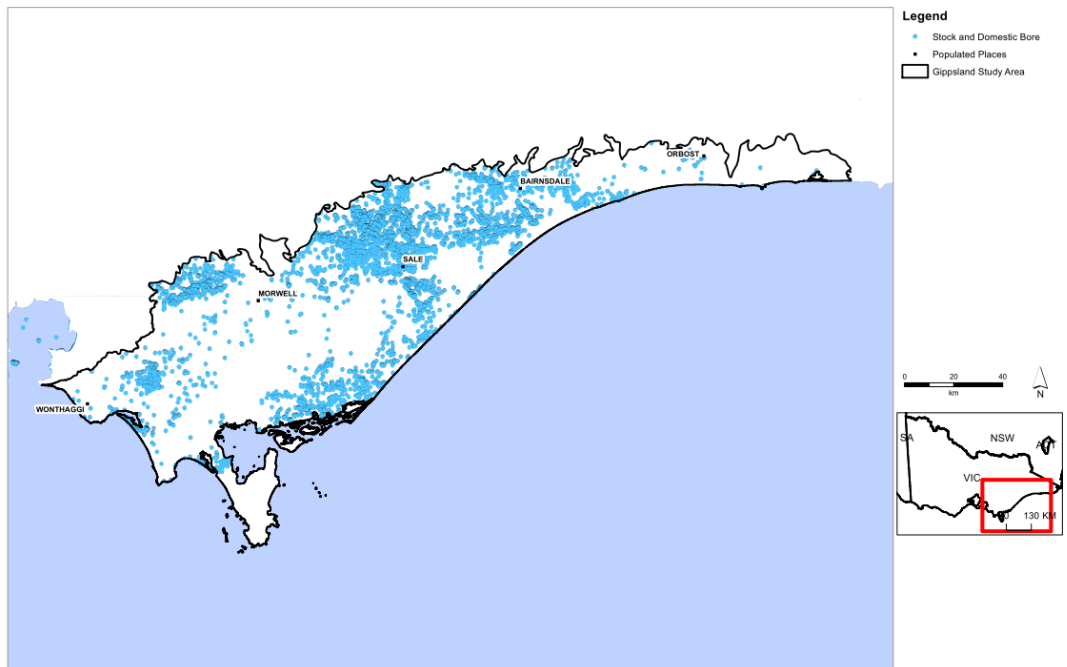 Legend
Stock and Domestic Bore
Populated Places
Gippsland Study Area
ORBOST
BAIRNSDALE
SALE
MORWELL
WONTHAGGI
0 20 40
km
N
SA
NSW
VIC
130 KM